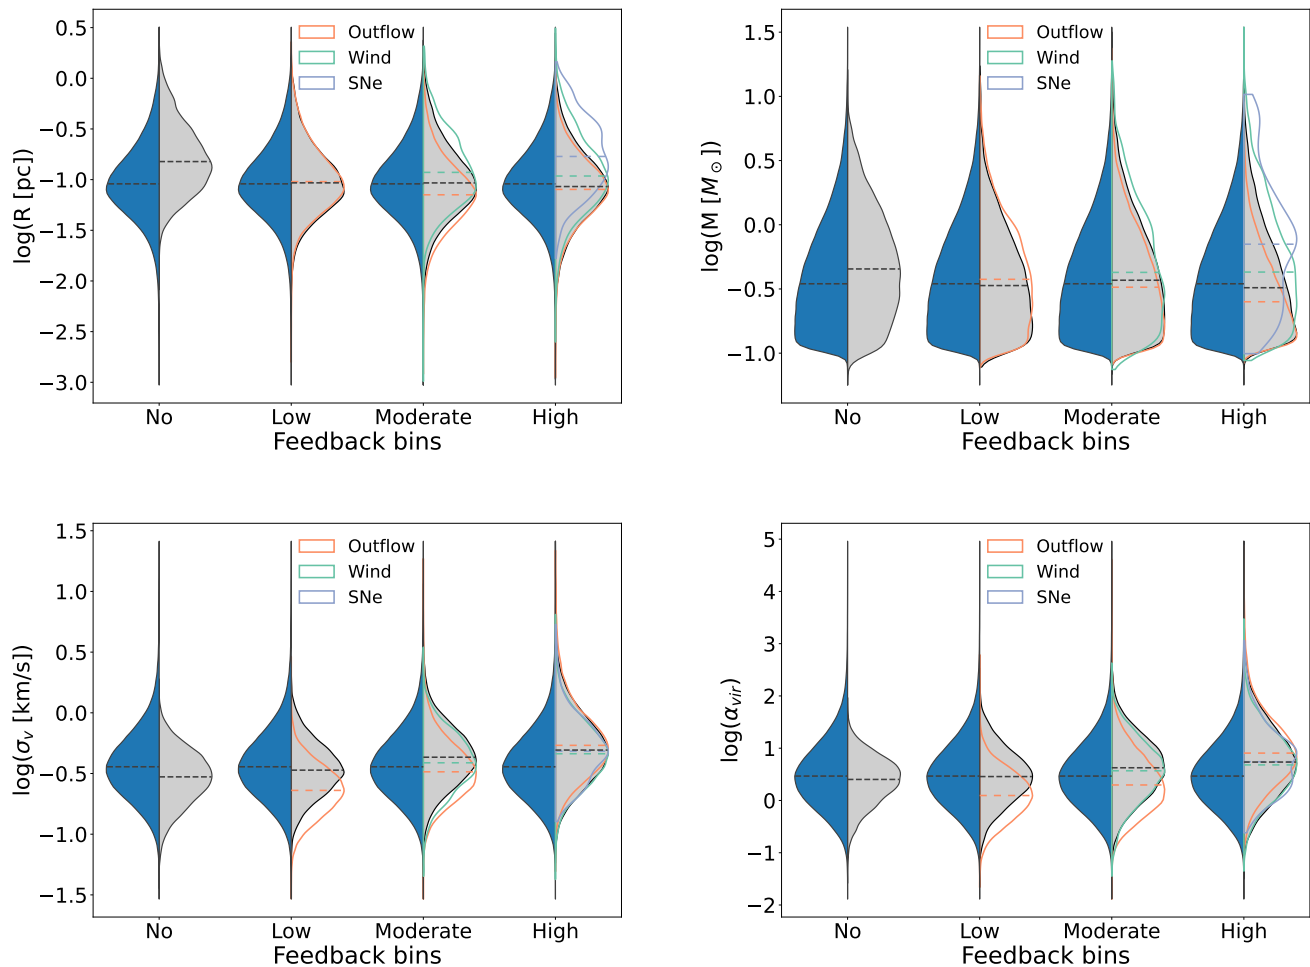 log(R [pc])
0.5
0.0
−0.5
−1.0
−1.5
−2.0
−2.5
−3.0
Outflow
Wind
SNe
No Low Moderate High
Feedback bins
log(M [M⊙])
1.5
1.0
0.5
0.0
−0.5
−1.0
Outflow
Wind
SNe
No Low Moderate High
Feedback bins
log(σv [km/s])
1.5
1.0
0.5
0.0
−0.5
−1.0
−1.5
Outflow
Wind
SNe
No Low Moderate High
Feedback bins
log(αvir)
5
4
3
2
1
0
−1
−2
Outflow
Wind
SNe
No Low Moderate High
Feedback bins